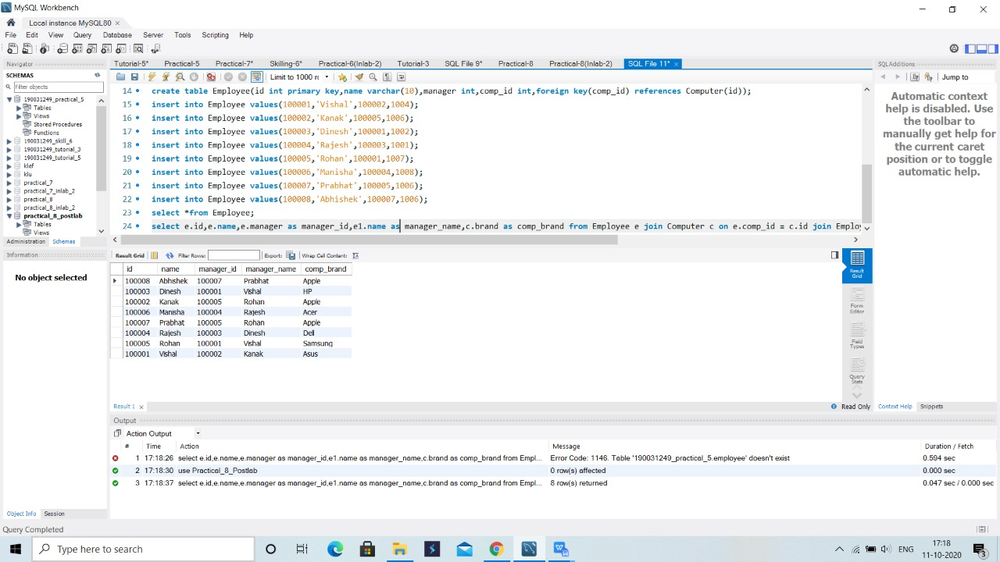 MySQL Workbench
Local instance MySQL80 ×
File Edit View Query Database Server Tools Scripting Help
Navigator
SCHEMAS
Filter objects
190031249_practical_5
Tables
Views
Stored Procedures
Functions
190031249_skill_6
190031249_tutorial_3
190031249_tutorial_5
klef
klu
practical_7
practical_7_inlab_2
practical_8
practical_8_inlab_2
practical_8_postlab
Tables
Views
Administration Schemas
Information
No object selected
Object Info Session
Tutorial-5* Practical-5 Practical-7* Skilling-6* Practical-6(Inlab-2) Tutorial-3 SQL File 9* Practical-8 Practical-8(Inlab-2) SQL File 11* ×
Limit to 1000 r
14 create table Employee(id int primary key,name varchar(10),manager int,comp_id int,foreign key(comp_id) references Computer(id));
15 insert into Employee values(100001,'Vishal',100002,1004);
16 insert into Employee values(100002,'Kanak',100005,1006);
17 insert into Employee values(100003,'Dinesh',100001,1002);
18 insert into Employee values(100004,'Rajesh',100003,1001);
19 insert into Employee values(100005,'Rohan',100001,1007);
20 insert into Employee values(100006,'Manisha',100004,1008);
21 insert into Employee values(100007,'Prabhat',100005,1006);
22 insert into Employee values(100008,'Abhishek',100007,1006);
23 select *from Employee;
24 select e.id,e.name,e.manager as manager_id,e1.name as manager_name,c.brand as comp_brand from Employee e join Computer c on e.comp_id = c.id join Employ
Result Grid Filter Rows: Export: Wrap Cell Content:
id name manager_id manager_name comp_brand
100008 Abhishek 100007 Prabhat Apple
100003 Dinesh 100001 Vishal HP
100002 Kanak 100005 Rohan Apple
100006 Manisha 100004 Rajesh Acer
100007 Prabhat 100005 Rohan Apple
100004 Rajesh 100003 Dinesh Dell
100005 Rohan 100001 Vishal Samsung
100001 Vishal 100002 Kanak Asus
Result Grid
Form Editor
Field Types
Query Stats
Result 1 ×
Read Only
SQLAdditions
Jump to
Automatic context
help is disabled. Use
the toolbar to
manually get help for
the current caret
position or to toggle
automatic help.
Context Help Snippets
Output
Action Output
# Time Action Message Duration / Fetch
1 17:18:26 select e.id,e.name,e.manager as manager_id,e1.name as manager_name,c.brand as comp_brand from Empl... Error Code: 1146. Table '190031249_practical_5.employee' doesn't exist 0.594 sec
2 17:18:30 use Practical_8_Postlab 0 row(s) affected 0.000 sec
3 17:18:37 select e.id,e.name,e.manager as manager_id,e1.name as manager_name,c.brand as comp_brand from Empl... 8 row(s) returned 0.047 sec / 0.000 sec
Query Completed
Type here to search
ENG
17:18
11-10-2020
3